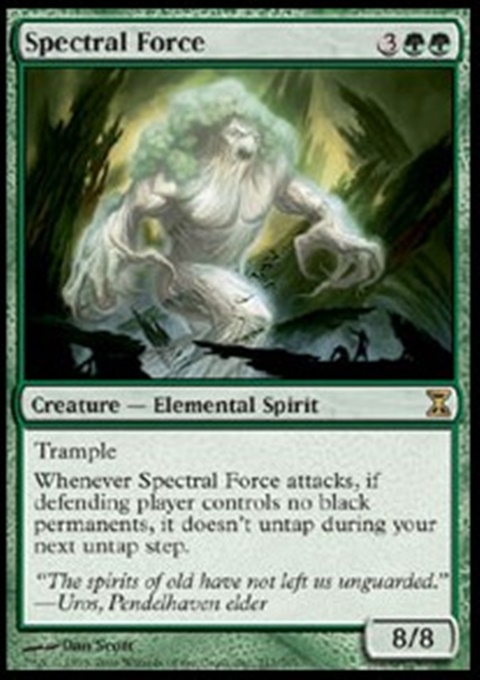 Spectral Force 3
Creature — Elemental Spirit
Trample
Whenever Spectral Force attacks, if
defending player controls no black
permanents, it doesn't untap during your
next untap step.
"The spirits of old have not left us unguarded."
—Uros, Pendelhaven elder
Dan Scott
8/8